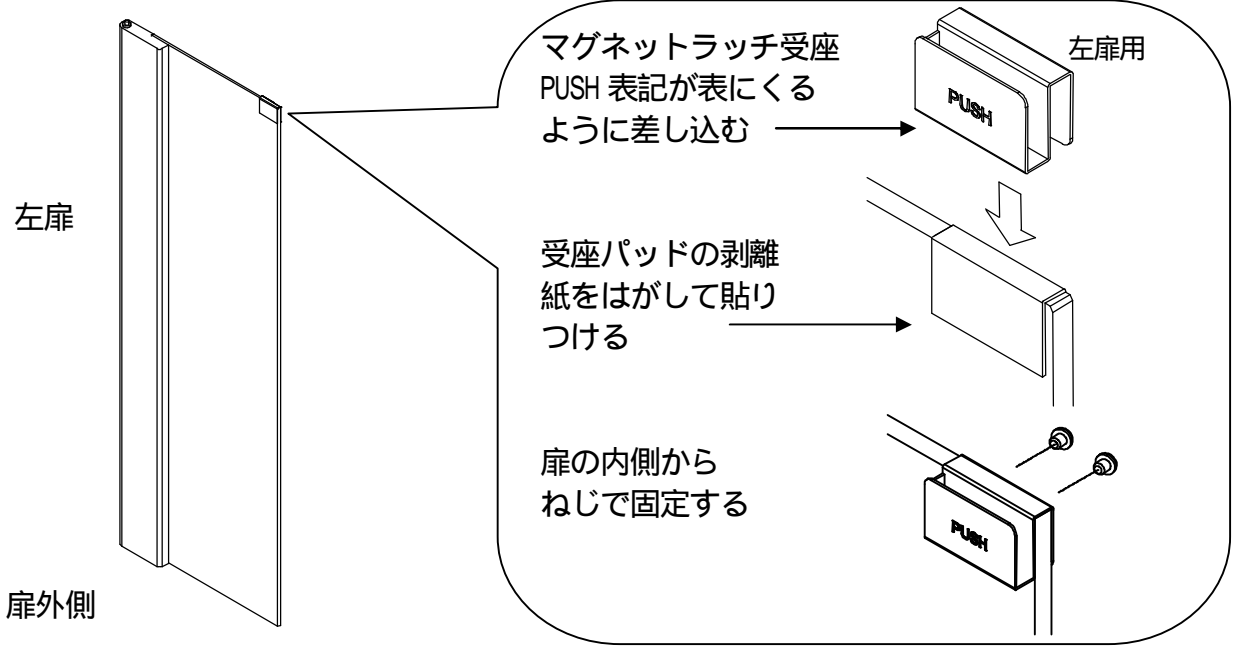 マグネットラッチ受座
PUSH 表記が表にくる
ように差し込む
左扉用
PUSH
左扉
受座パッドの剥離
紙をはがして貼り
つける
扉の内側から
ねじで固定する
PUSH
扉外側